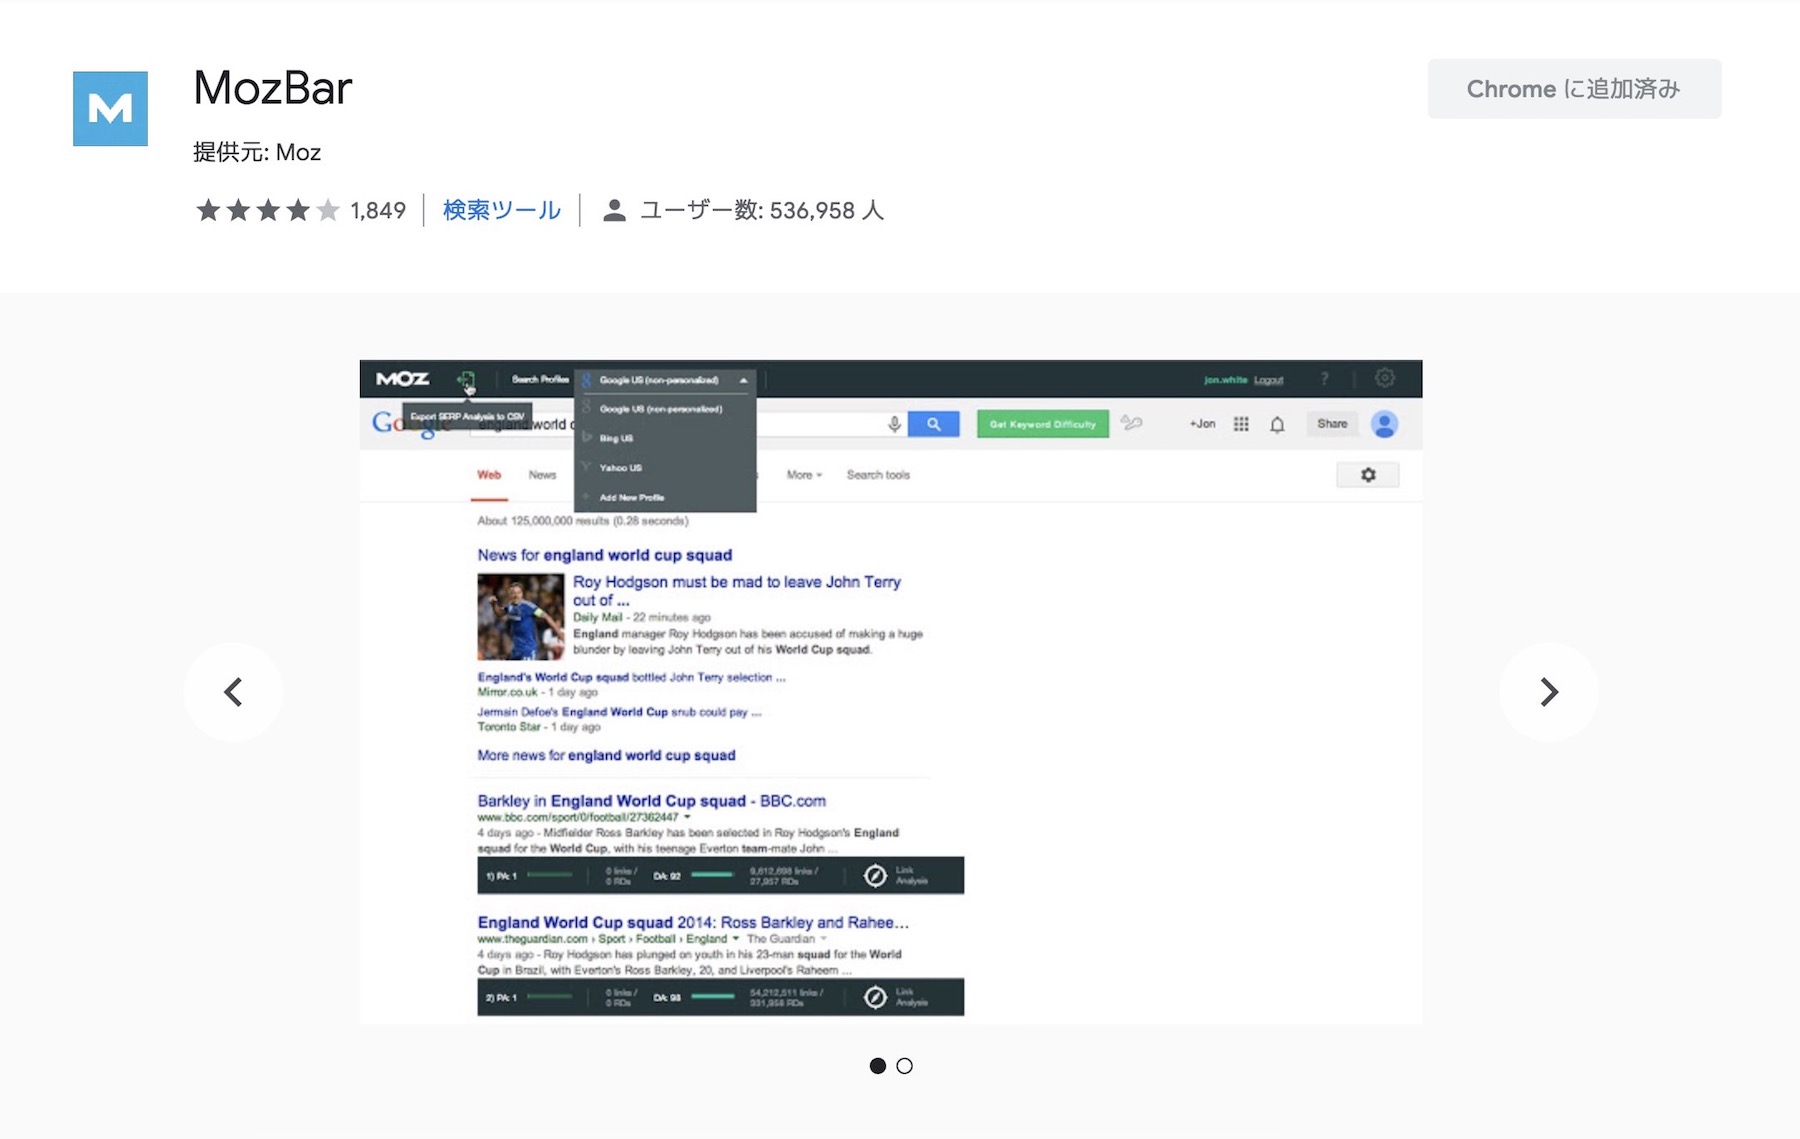 M
MozBar
提供元: Moz
1,849
検索ツール
ユーザー数: 536,958 人
Chrome に追加済み
MOZ
Search Profiles
Google US (non-personalized)
jon.white Logout
?
Export SERP Analysis to CSV
Google
england world c
Google US (non-personalized)
Bing US
Yahoo US
Add New Profile
Get Keyword Difficulty
+Jon
Share
Web News More Search tools
About 125,000,000 results (0.28 seconds)
News for england world cup squad
Roy Hodgson must be mad to leave John Terry
out of ...
Daily Mail - 22 minutes ago
England manager Roy Hodgson has been accused of making a huge
blunder by leaving John Terry out of his World Cup squad.
England's World Cup squad bottled John Terry selection ...
Mirror.co.uk - 1 day ago
Jermain Defoe's England World Cup snub could pay ...
Toronto Star - 1 day ago
More news for england world cup squad
Barkley in England World Cup squad - BBC.com
www.bbc.com/sport/0/football/27362447
4 days ago - Midfielder Ross Barkley has been selected in Roy Hodgson's England
squad for the World Cup, with his teenage Everton team-mate John ...
1) PA: 1 0 links / 0 RDs DA: 92 9,612,698 links / 27,957 RDs Link Analysis
England World Cup squad 2014: Ross Barkley and Rahee...
www.theguardian.com › Sport › Football › England The Guardian
4 days ago - Roy Hodgson has plunged on youth in his 23-man squad for the World
Cup in Brazil, with Everton's Ross Barkley, 20, and Liverpool's Raheem ...
2) PA: 1 0 links / 0 RDs DA: 98 54,212,511 links / 331,958 RDs Link Analysis